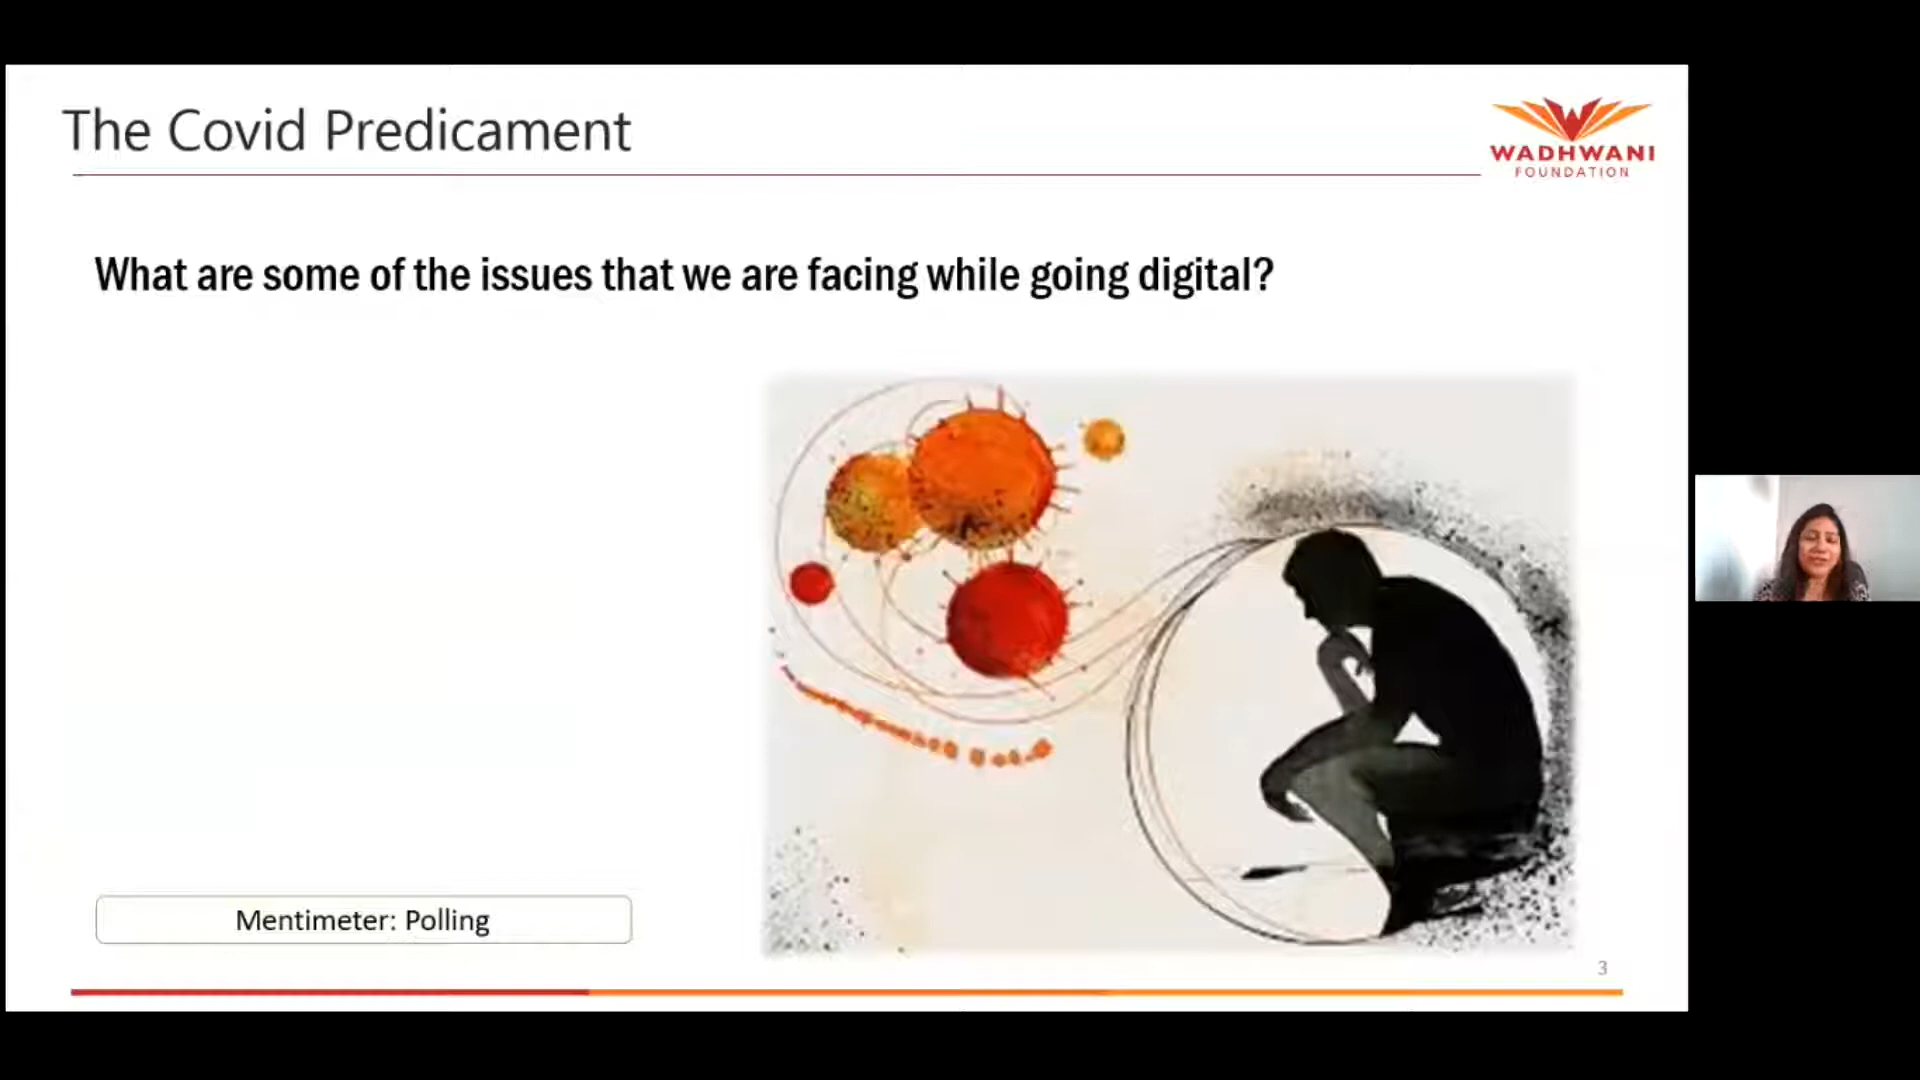 The Covid Predicament
WADHWANI
FOUNDATION
What are some of the issues that we are facing while going digital?
Mentimeter: Polling
3